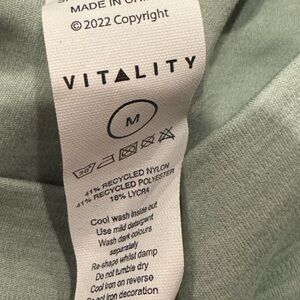 MADE IN
© 2022 Copyright
VITALITY
M
30
41% RECYCLED NYLON
41% RECYCLED POLYESTER
18% LYCRA
Cool wash inside out
Use mild detergent
Wash dark colours
separately
Re-shape whilst damp
Do not tumble dry
Cool iron on reverse
Do not iron decoration